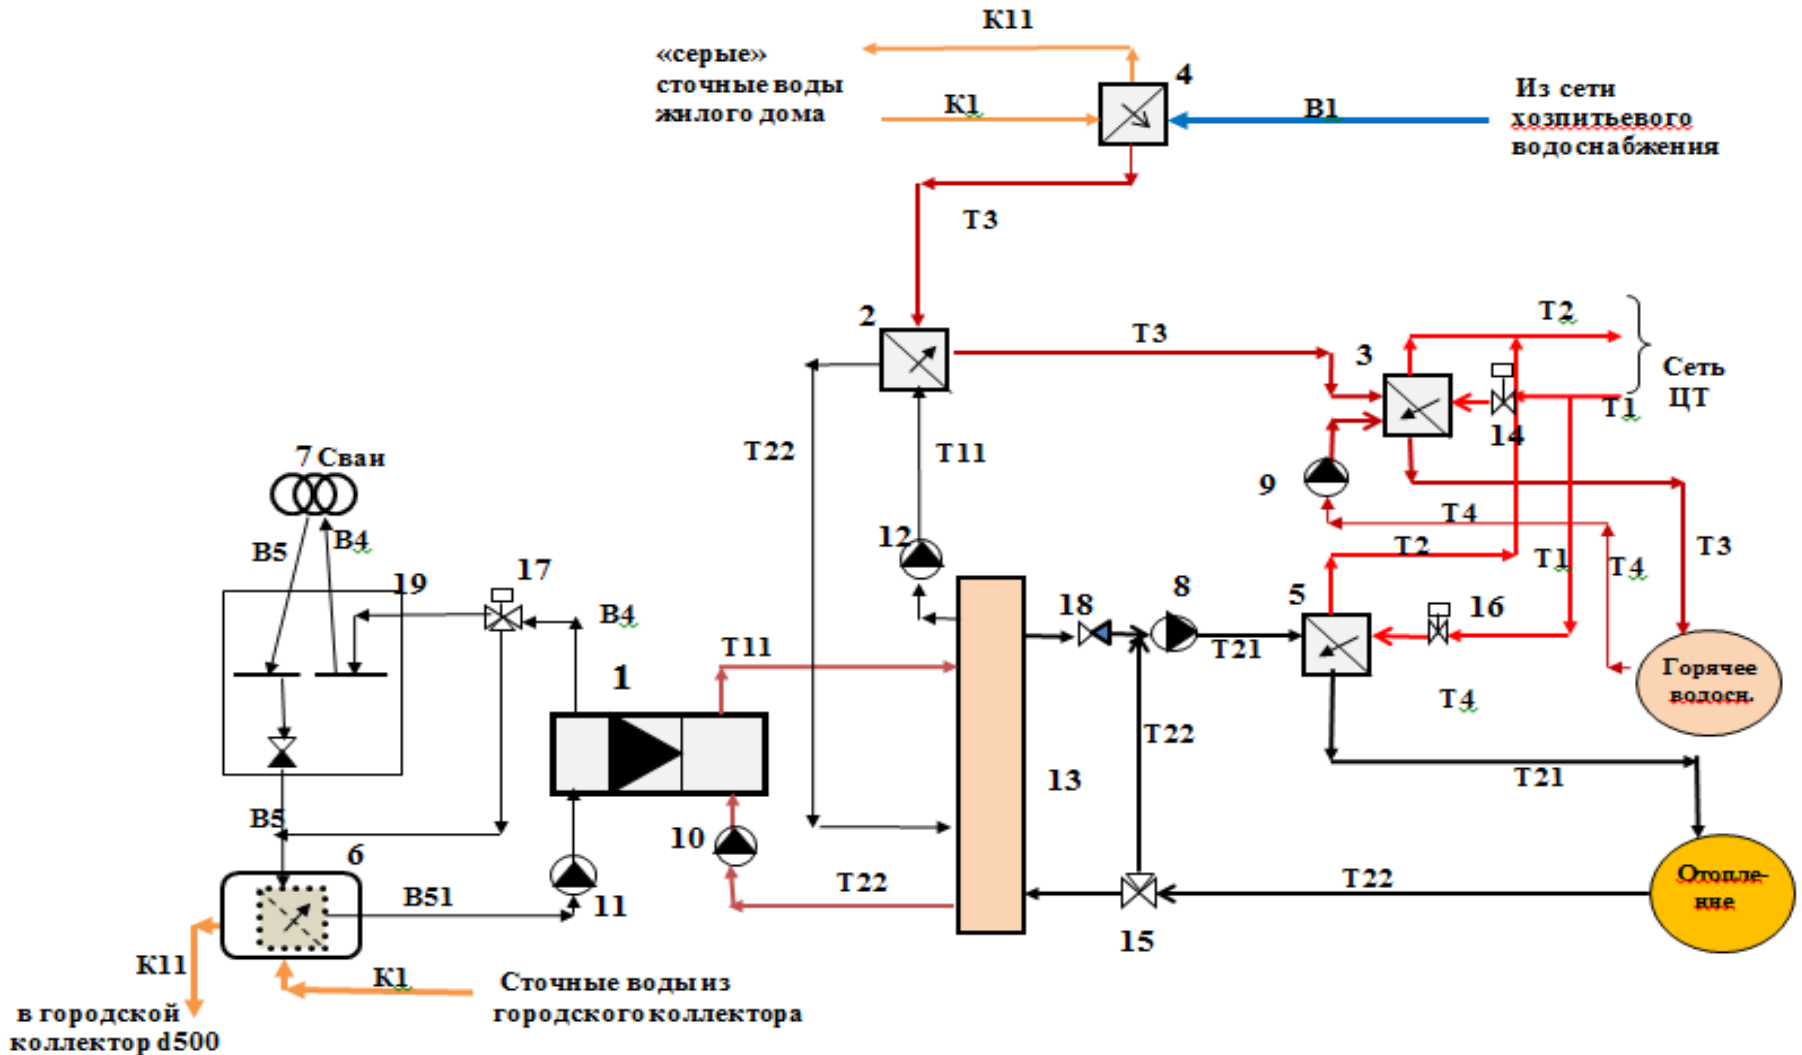 К11
«серые»
сточные воды
жилого дома
К1
4
В1
Из сети
хозпитьевого
водоснабжения
Т3
2
Т3
3
Т2
Сеть
ЦТ
Т1
14
Т22
Т11
7 Сваи
9
Т4
В5
В4
12
Т2
Т1
Т4
Т3
19
17
В4
18
8
5
16
Т21
Т11
1
Горячее
водосн.
Т4
Т22
13
Т21
В5
6
10
Т22
Т22
Отопле-
ние
В51
11
15
К11
К1
Сточные воды из
городского коллектора
в городской
коллектор d500